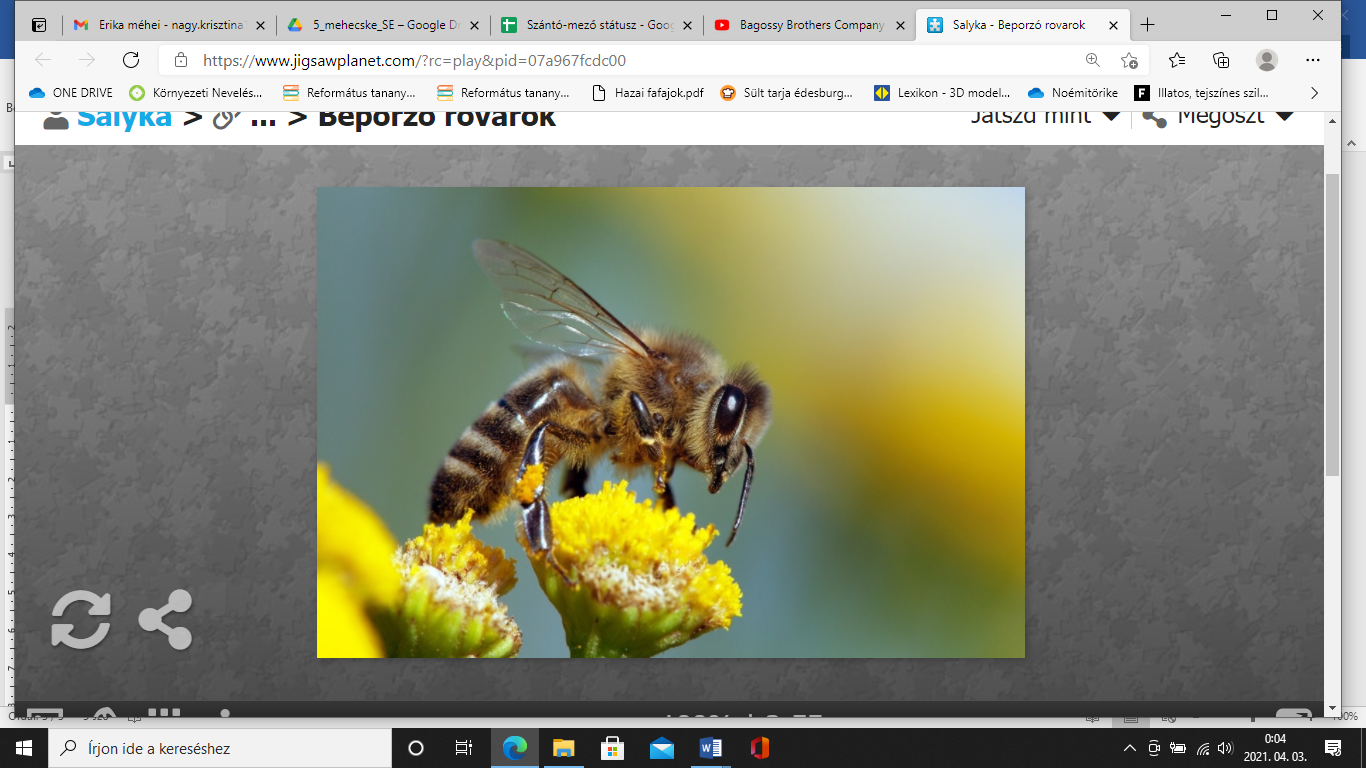 Erika méhei - nagy.krisztina
5_mehecske_SE – Google Dr
Szántó-mező státusz - Goog
Bagossy Brothers Company
Salyka - Beporzó rovarok
https://www.jigsawplanet.com/?rc=play&pid=07a967fcdc00
ONE DRIVE
Környezeti Nevelés...
Református tanany...
Református tanany...
Hazai fafajok.pdf
Sült tarja édesburg...
Lexikon - 3D model...
Noémitörike
Illatos, tejszínes szil...
Salyka > ... > Beporzó rovarok
Játszd mint
Megoszt
Írjon ide a kereséshez
0:04
2021. 04. 03.